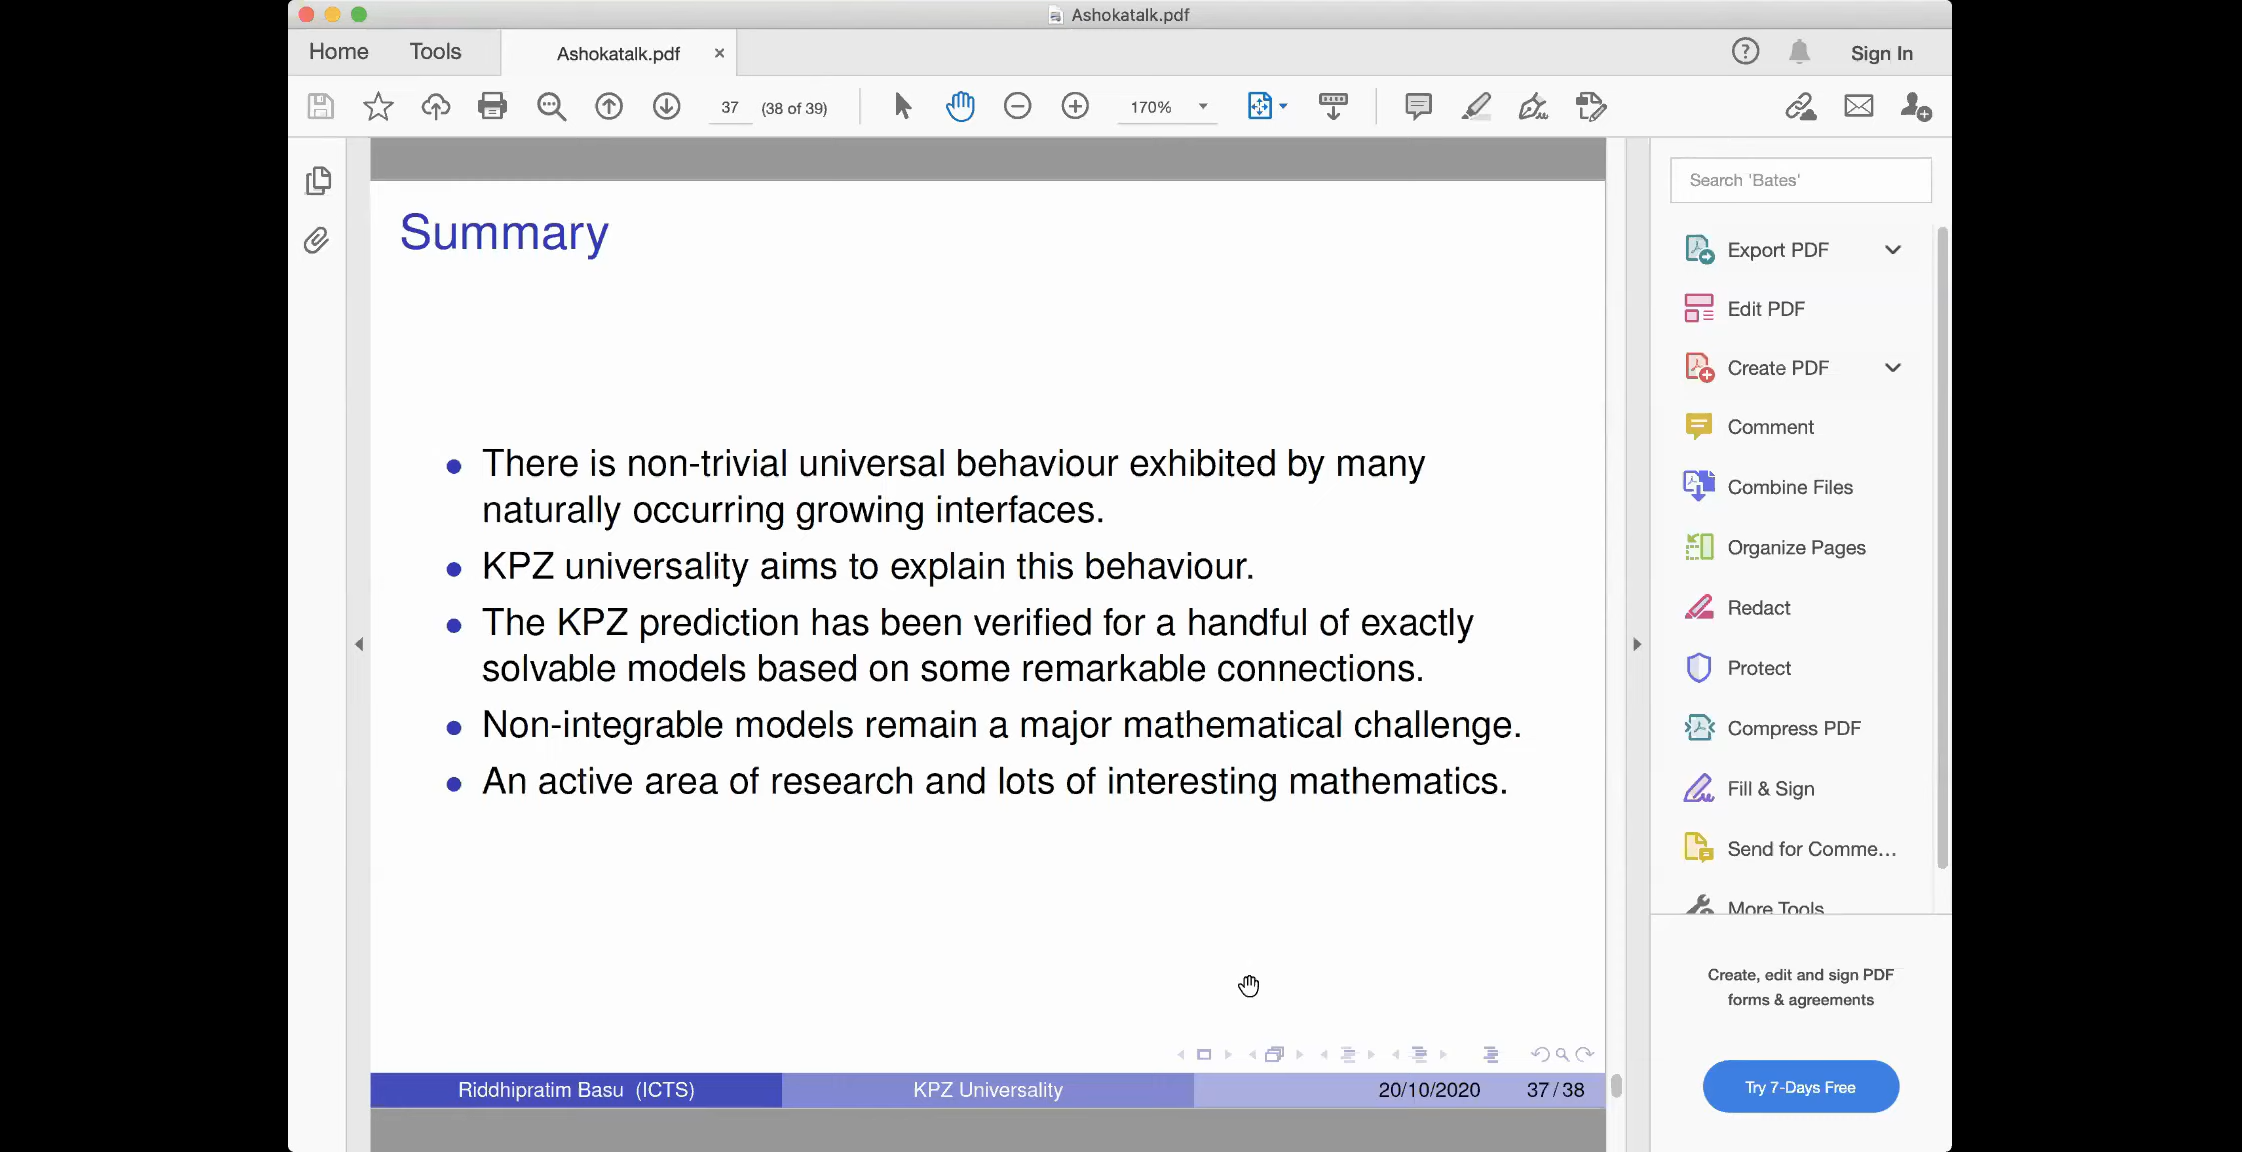 Ashokatalk.pdf
Home Tools Ashokatalk.pdf × Sign In
37 (38 of 39) 170%
Search 'Bates'
Summary
Export PDF
Edit PDF
Create PDF
Comment
There is non-trivial universal behaviour exhibited by many
naturally occurring growing interfaces.
KPZ universality aims to explain this behaviour.
The KPZ prediction has been verified for a handful of exactly
solvable models based on some remarkable connections.
Non-integrable models remain a major mathematical challenge.
An active area of research and lots of interesting mathematics.
Combine Files
Organize Pages
Redact
Protect
Compress PDF
Fill & Sign
Send for Comme...
More Tools
Create, edit and sign PDF
forms & agreements
Try 7-Days Free
Riddhipratim Basu (ICTS) KPZ Universality 20/10/2020 37 / 38